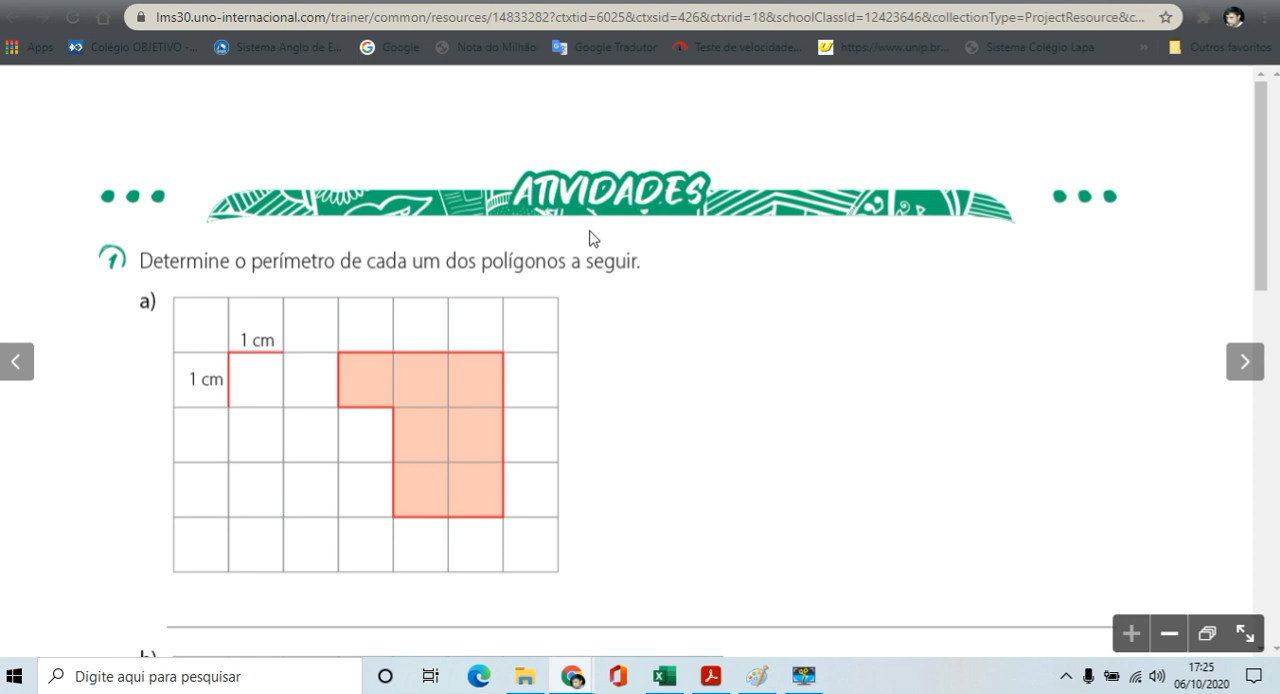 lms30.uno-internacional.com/trainer/common/resources/14833282?ctxtid=6025&ctxsid=426&ctxrid=18&schoolClassId=12423646&collectionType=ProjectResource&c...
Apps Colégio OBJETIVO -... Sistema Anglo de E... Google Nota do Milhão Google Tradutor Teste de velocidade... https://www.unip.br... Sistema Colégio Lapa » Outros favoritos
ATIVIDADES
1 Determine o perímetro de cada um dos polígonos a seguir.
a)
1 cm
1 cm
Digite aqui para pesquisar
17:25
06/10/2020